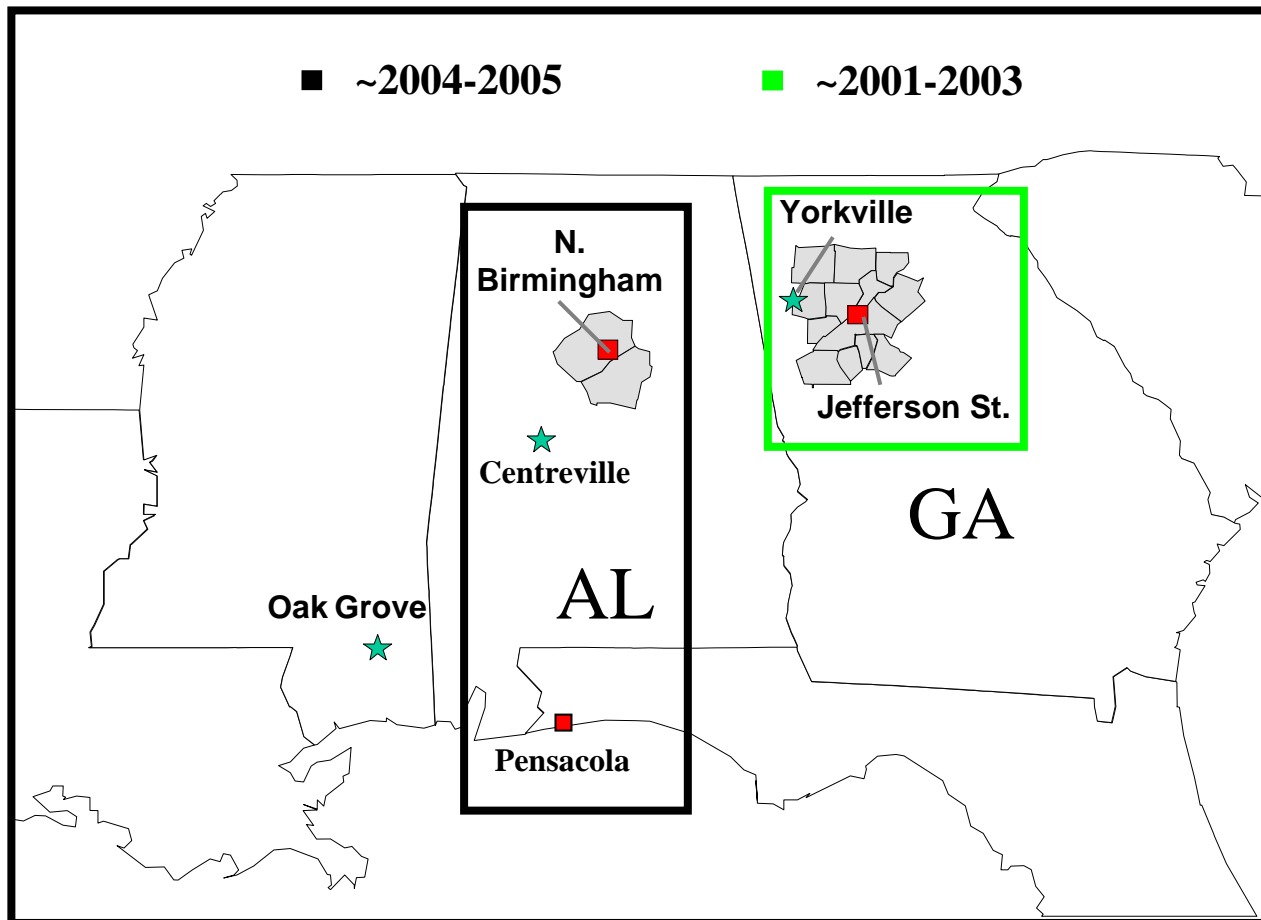 ~2004-2005
~2001-2003
Yorkville
N.
Birmingham
Jefferson St.
Centreville
GA
AL
Oak Grove
Pensacola